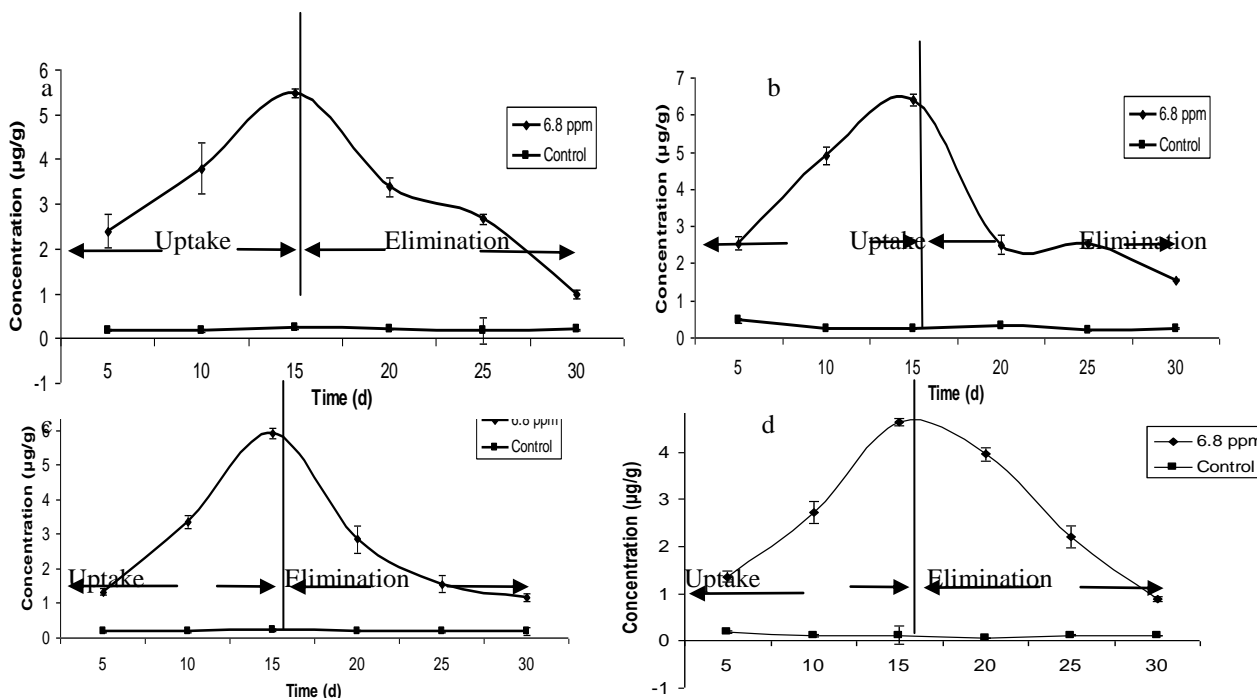 a
Concentration (µg/g)
6
5
4
3
2
1
0
-1
6.8 ppm
Control
Uptake
Elimination
5 10 15 20 25 30
Time (d)
b
Concentration (µg/g)
7
6
5
4
3
2
1
0
6.8 ppm
Control
Uptake
Elimination
5 10 15 20 25 30
Time (d)
c
Concentration (µg/g)
6
5
4
3
2
1
0
6.8 ppm
Control
Uptake
Elimination
5 10 15 20 25 30
Time (d)
d
Concentration (µg/g)
4
3
2
1
0
-1
6.8 ppm
Control
Uptake
Elimination
5 10 15 20 25 30